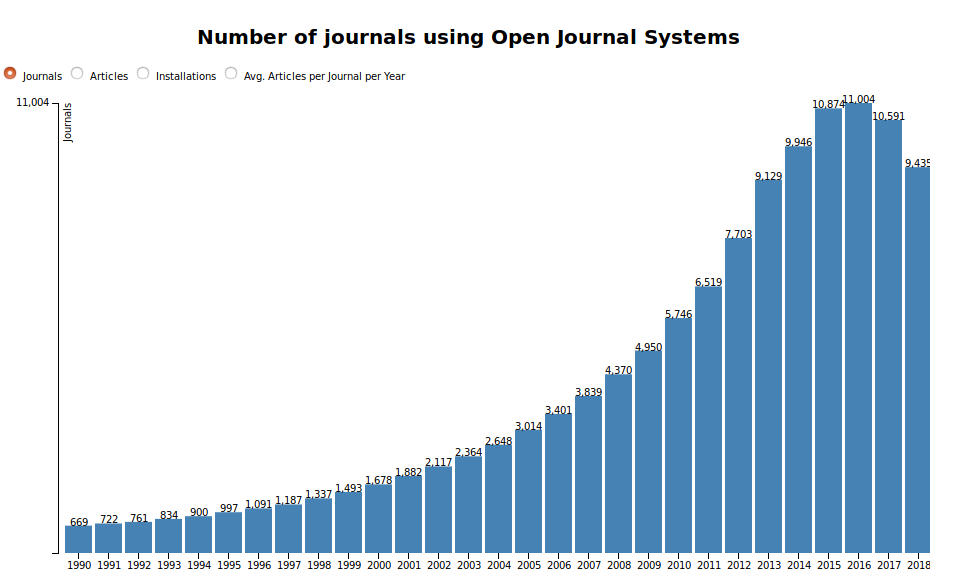 Number of journals using Open Journal Systems
Journals Articles Installations Avg. Articles per Journal per Year
11,004
Journals
669 722 761 834 900 997 1,091 1,187 1,337 1,493 1,678 1,882 2,117 2,364 2,648 3,014 3,401 3,839 4,370 4,950 5,746 6,519 7,703 9,129 9,946 10,874 11,004 10,591 9,435
1990 1991 1992 1993 1994 1995 1996 1997 1998 1999 2000 2001 2002 2003 2004 2005 2006 2007 2008 2009 2010 2011 2012 2013 2014 2015 2016 2017 2018